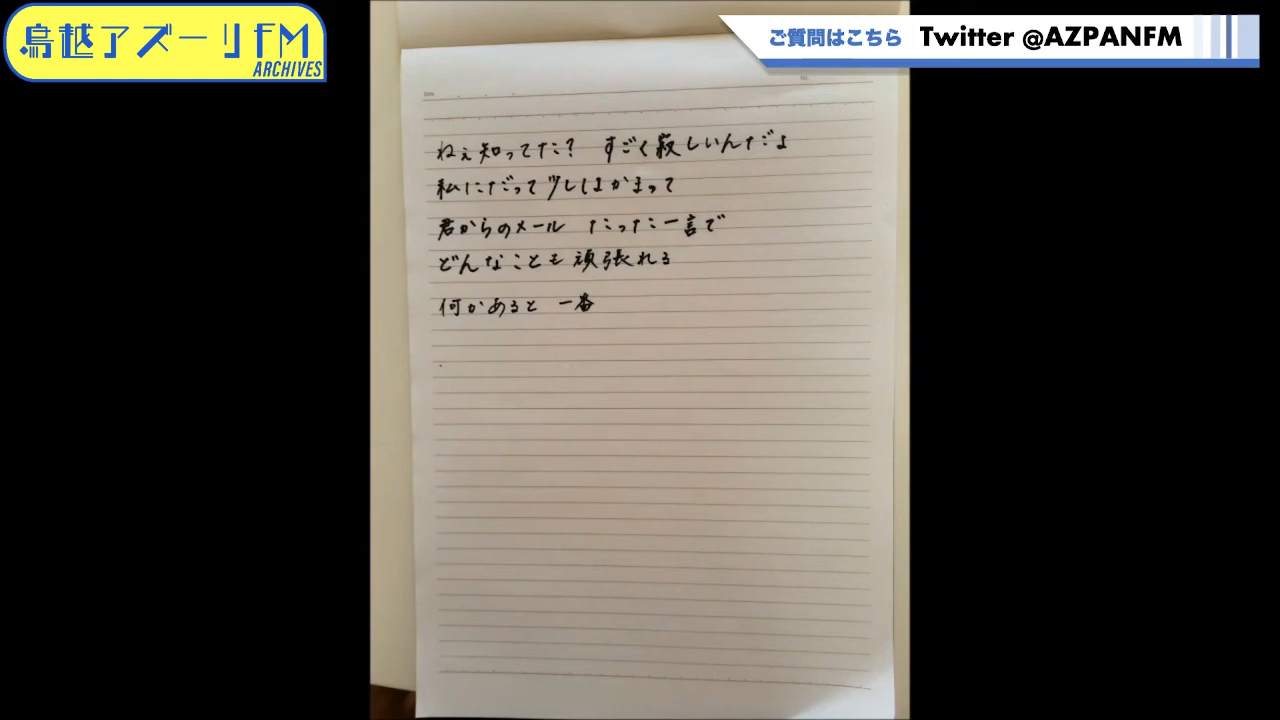 鳥越アズーリFM
ARCHIVES
ご質問はこちら Twitter @AZPANFM
ねぇ知ってた? すごく寂しいんだよ
私にだって少しはかまって
君からのメール たった一言で
どんなことも頑張れる
何かあると 一番